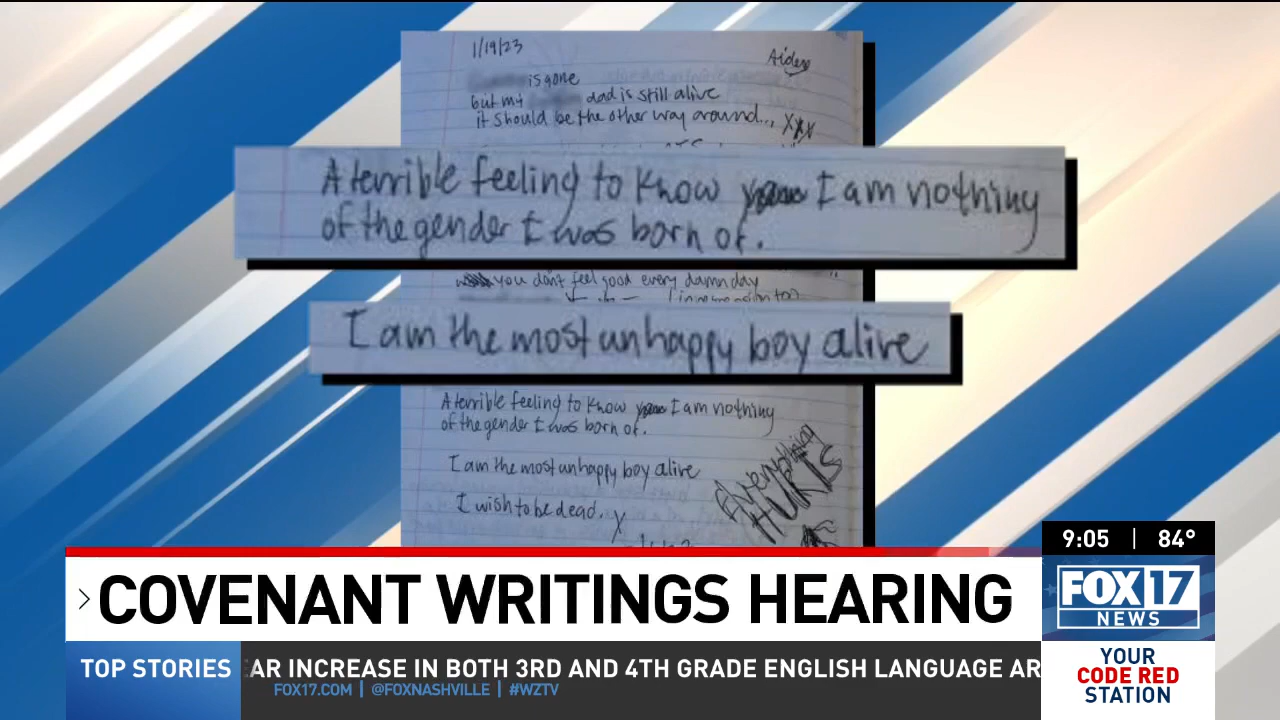 1/19/23
Aiden
is gone
but my dad is still alive
it should be the other way around... XXX
A terrible feeling to know I am nothing
of the gender I was born of.
you don't feel good every damn day
I am the most unhappy boy alive
A terrible feeling to know I am nothing
of the gender I was born of.
I am the most unhappy boy alive
I wish to be dead. X
Everything
HURTS
COVENANT WRITINGS HEARING
9:05 | 84°
FOX 17
NEWS
TOP STORIES
EAR INCREASE IN BOTH 3RD AND 4TH GRADE ENGLISH LANGUAGE AR
FOX17.COM | @FOXNASHVILLE | #WZTV
YOUR
CODE RED
STATION